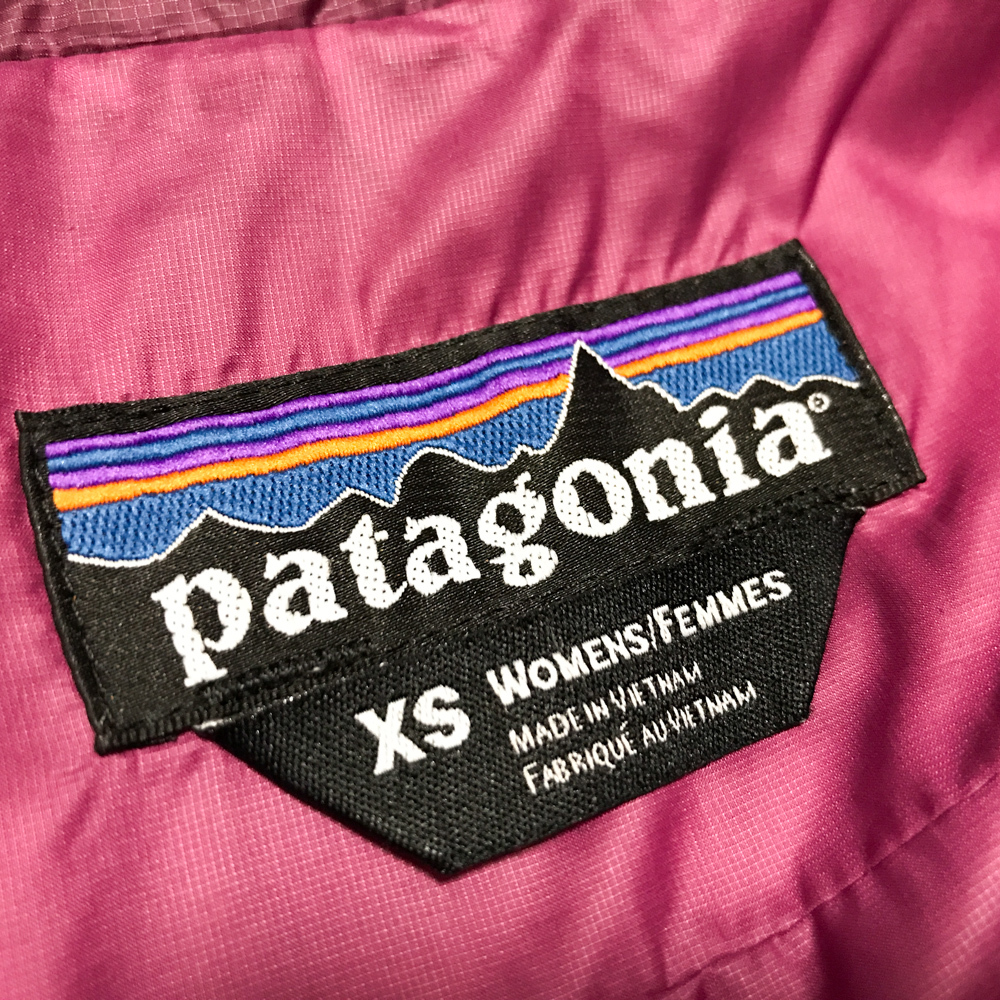 patagonia®
XS WOMENS/FEMMES
MADE IN VIETNAM
FABRIQUÉ AU VIETNAM